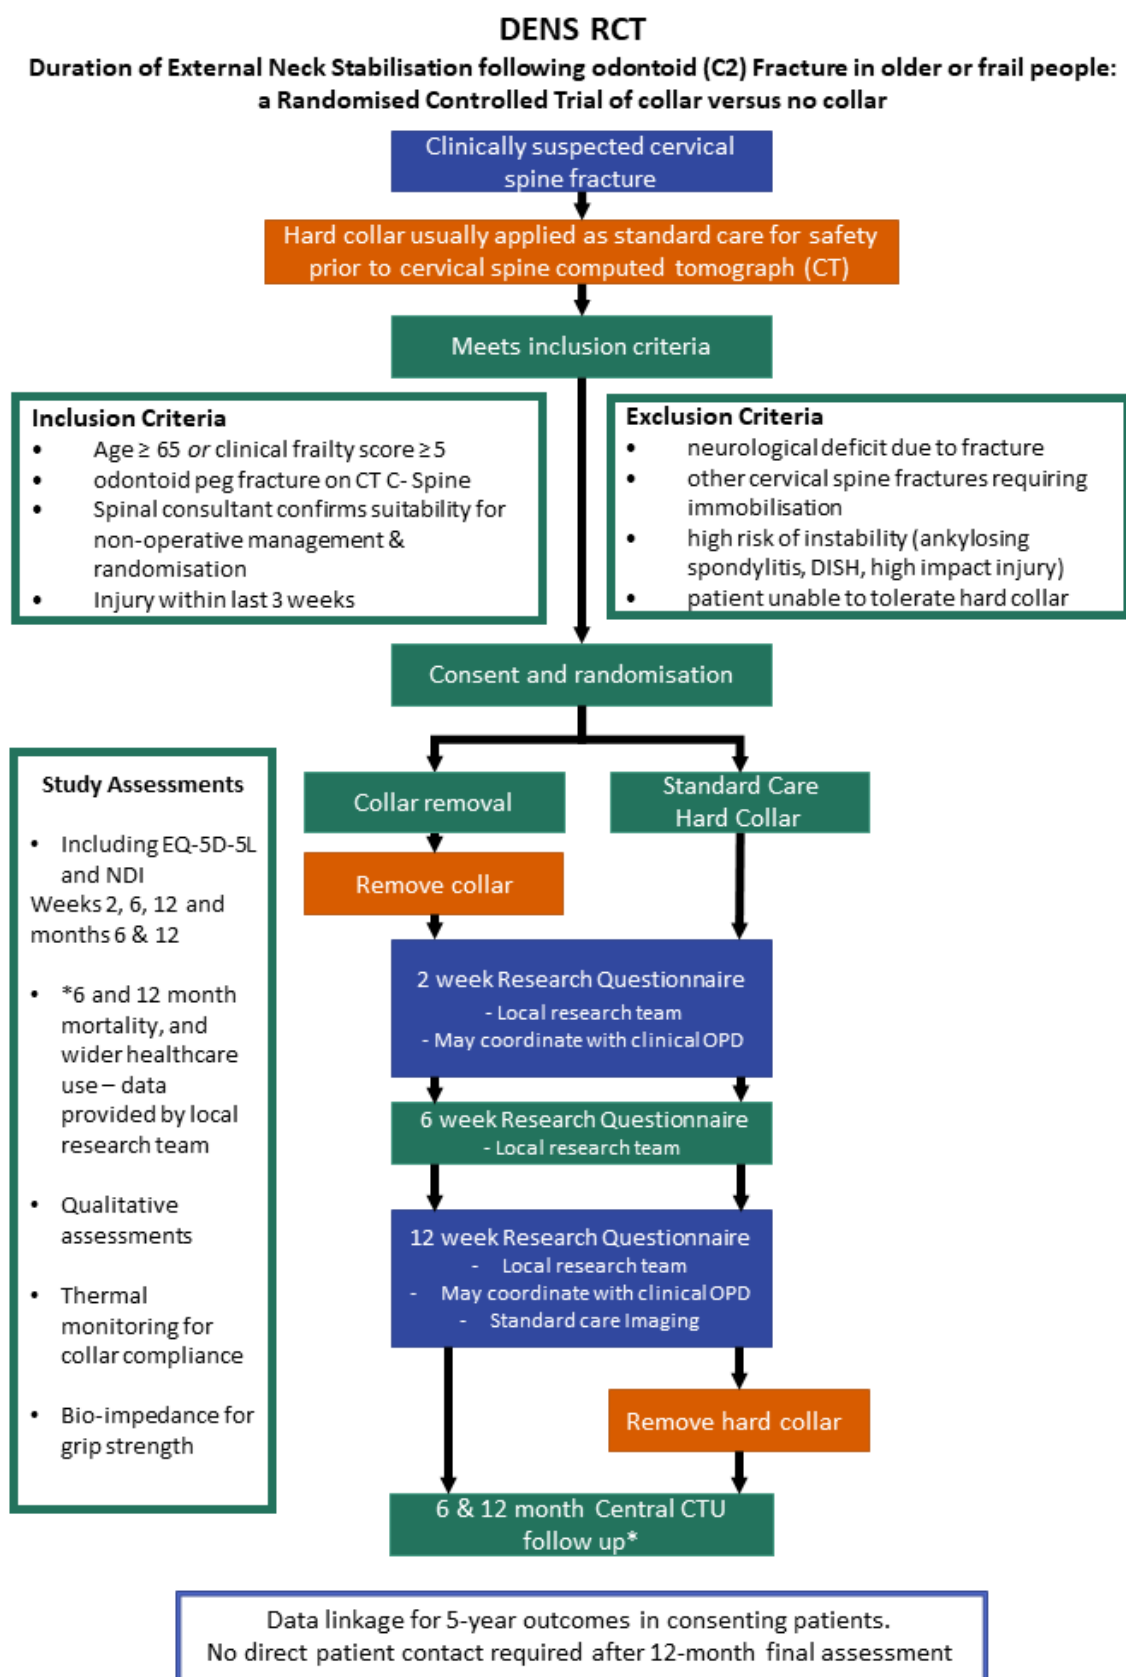 DENS RCT
Duration of External Neck Stabilisation following odontoid (C2) Fracture in older or frail people:
a Randomised Controlled Trial of collar versus no collar
Clinically suspected cervical
spine fracture
Hard collar usually applied as standard care for safety
prior to cervical spine computed tomograph (CT)
Meets inclusion criteria
Inclusion Criteria
• Age ≥ 65 or clinical frailty score ≥ 5
• odontoid peg fracture on CT C- Spine
• Spinal consultant confirms suitability for
non-operative management &
randomisation
• Injury within last 3 weeks
Exclusion Criteria
• neurological deficit due to fracture
• other cervical spine fractures requiring
immobilisation
• high risk of instability (ankylosing
spondylitis, DISH, high impact injury)
• patient unable to tolerate hard collar
Consent and randomisation
Study Assessments
• Including EQ-5D-5L
and NDI
Weeks 2, 6, 12 and
months 6 & 12
• *6 and 12 month
mortality, and
wider healthcare
use – data
provided by local
research team
• Qualitative
assessments
• Thermal
monitoring for
collar compliance
• Bio-impedance for
grip strength
Collar removal
Standard Care
Hard Collar
Remove collar
2 week Research Questionnaire
- Local research team
- May coordinate with clinical OPD
6 week Research Questionnaire
- Local research team
12 week Research Questionnaire
- Local research team
- May coordinate with clinical OPD
- Standard care Imaging
Remove hard collar
6 & 12 month Central CTU
follow up*
Data linkage for 5-year outcomes in consenting patients.
No direct patient contact required after 12-month final assessment